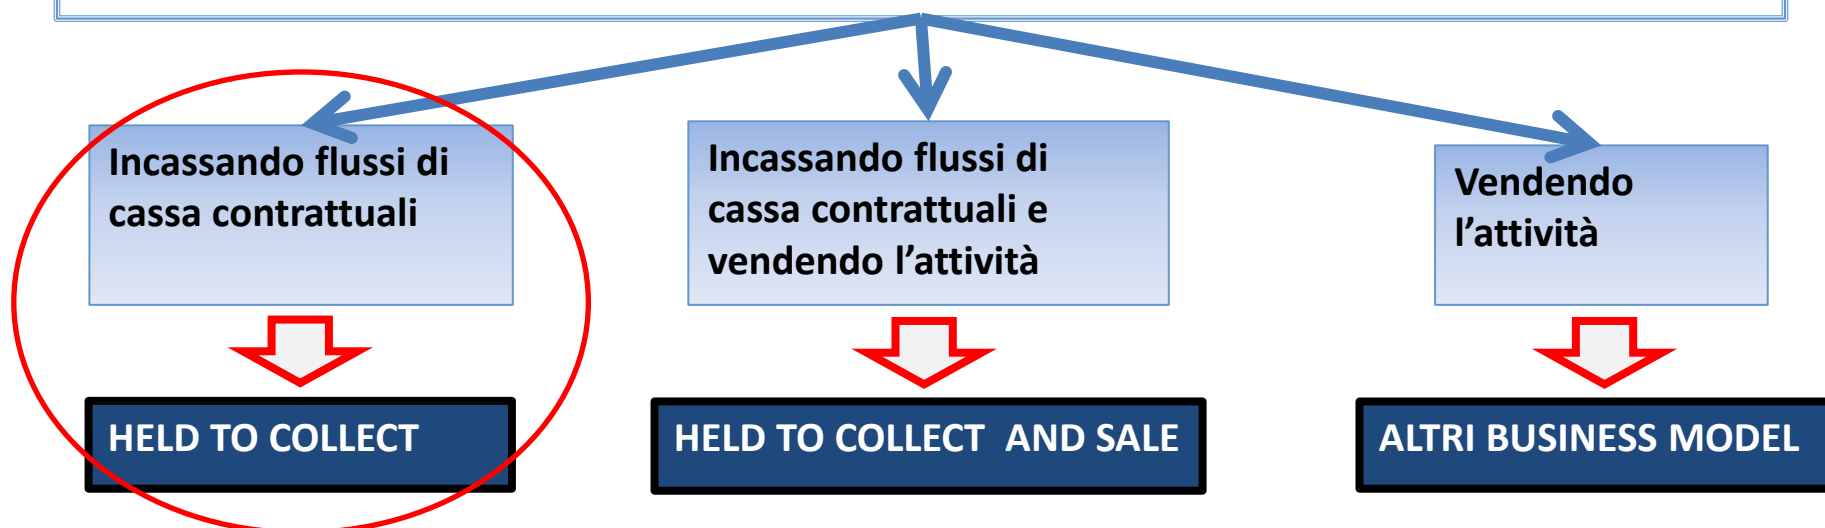 Incassando flussi di
cassa contrattuali
Incassando flussi di
cassa contrattuali e
vendendo l’attività
Vendendo
l’attività
HELD TO COLLECT
HELD TO COLLECT  AND SALE
ALTRI BUSINESS MODEL